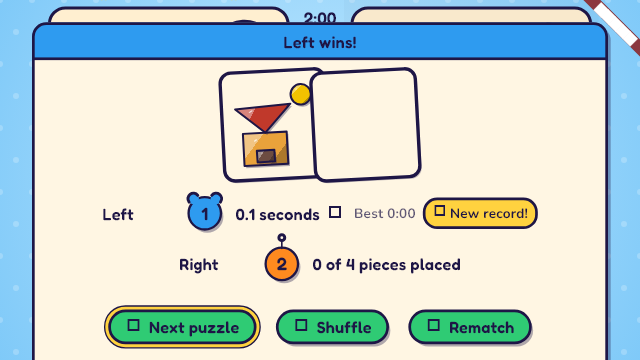 2:00
Left wins!
Left 1 0.1 seconds Best 0:00 New record!
Right 2 0 of 4 pieces placed
Next puzzle Shuffle Rematch